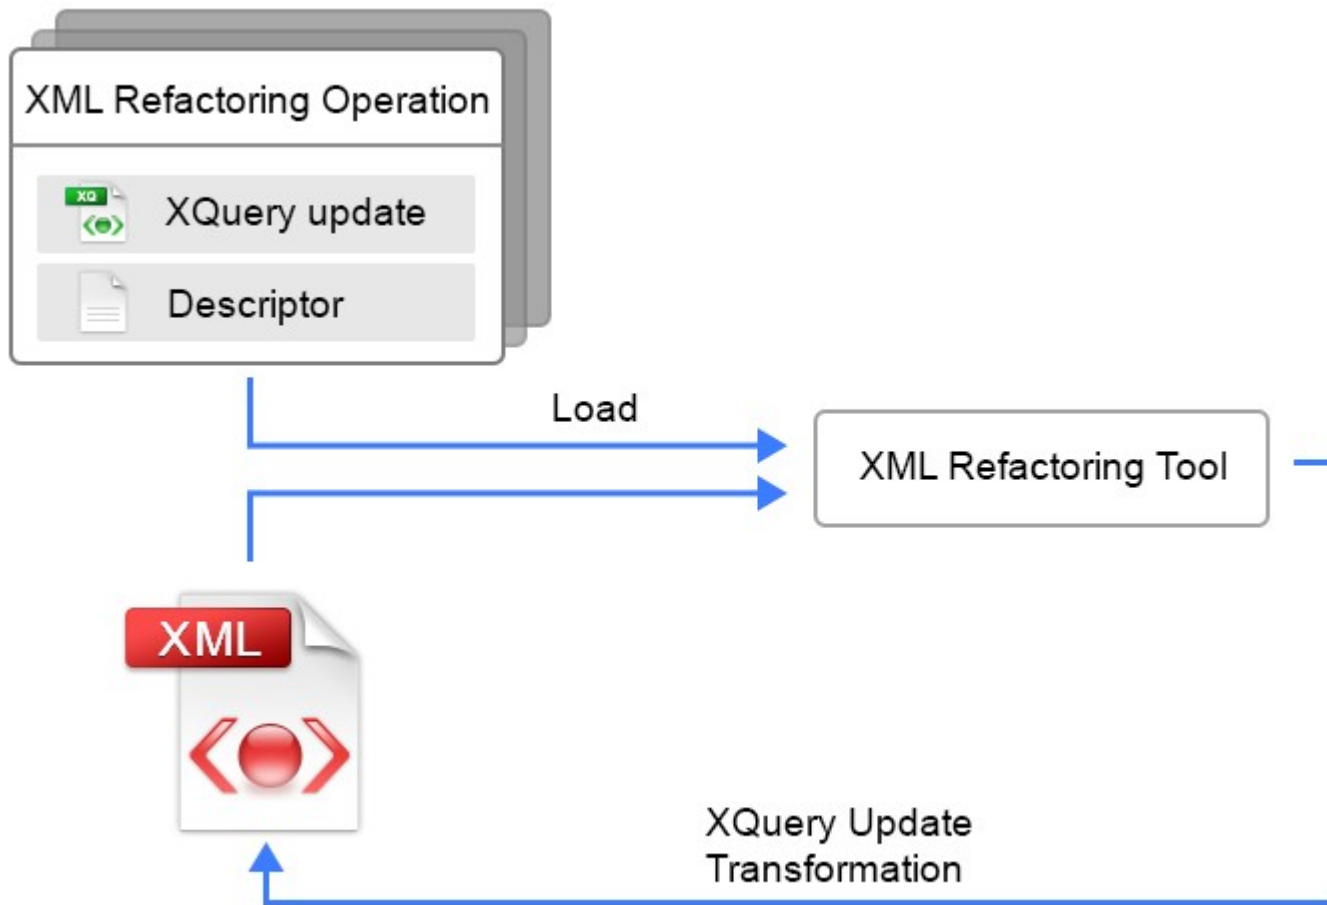 XML Refactoring Operation
XQ
XQuery update
Descriptor
Load
XML Refactoring Tool
XML
XQuery Update
Transformation